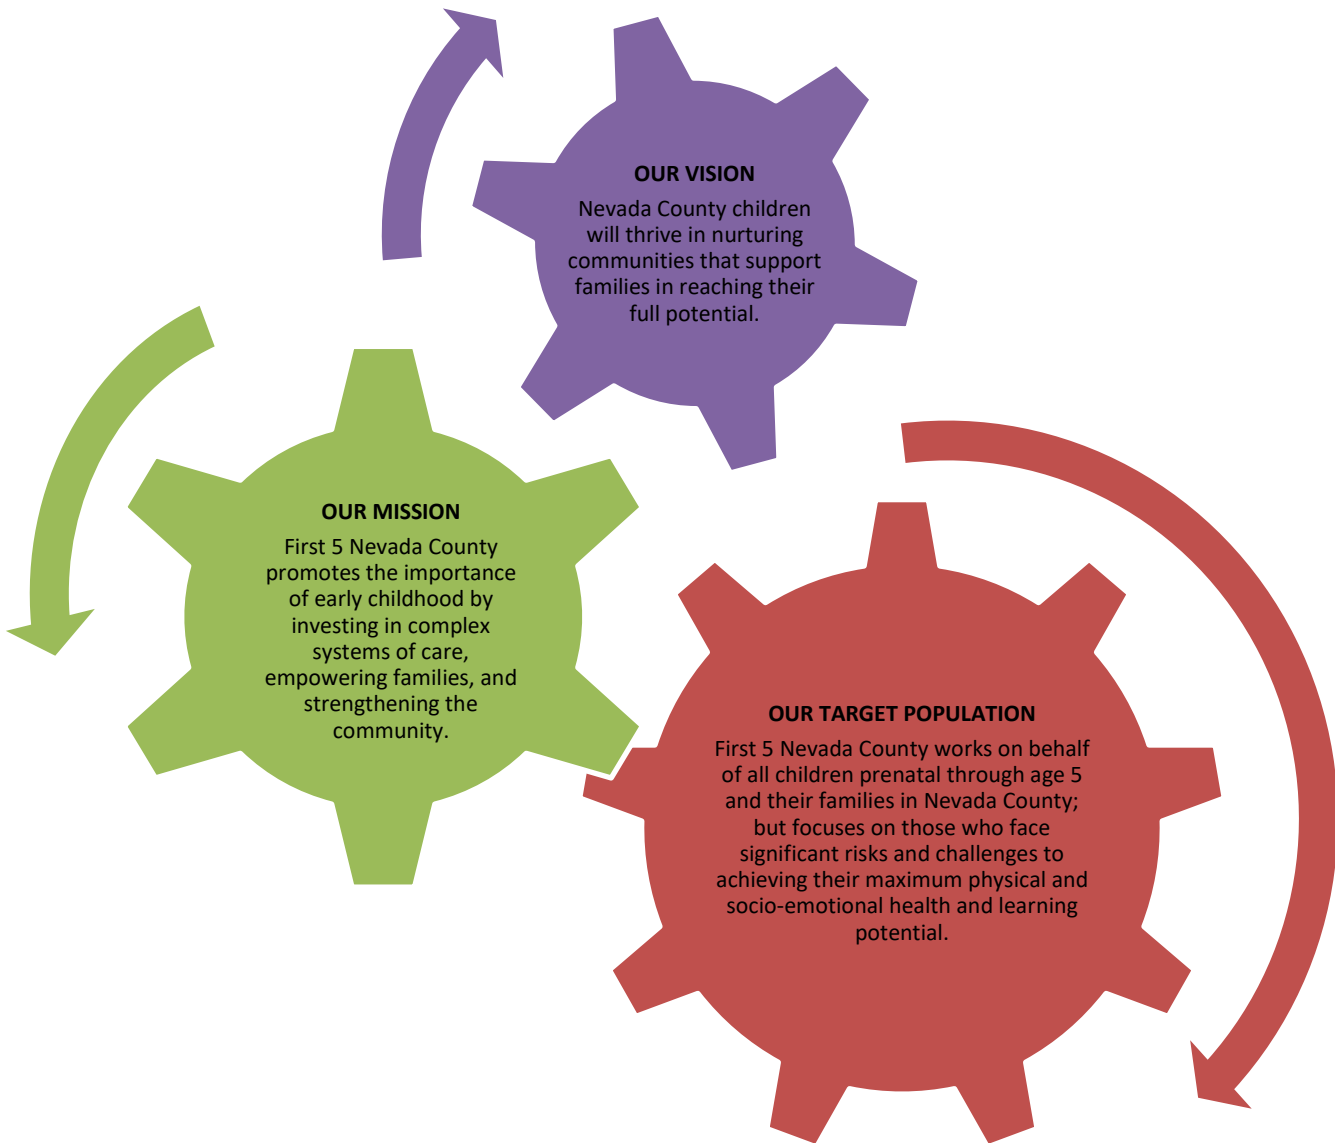 OUR VISION
Nevada County children
will thrive in nurturing
communities that support
families in reaching their
full potential.
OUR MISSION
First 5 Nevada County
promotes the importance
of early childhood by
investing in complex
systems of care,
empowering families, and
strengthening the
community.
OUR TARGET POPULATION
First 5 Nevada County works on behalf
of all children prenatal through age 5
and their families in Nevada County;
but focuses on those who face
significant risks and challenges to
achieving their maximum physical and
socio-emotional health and learning
potential.